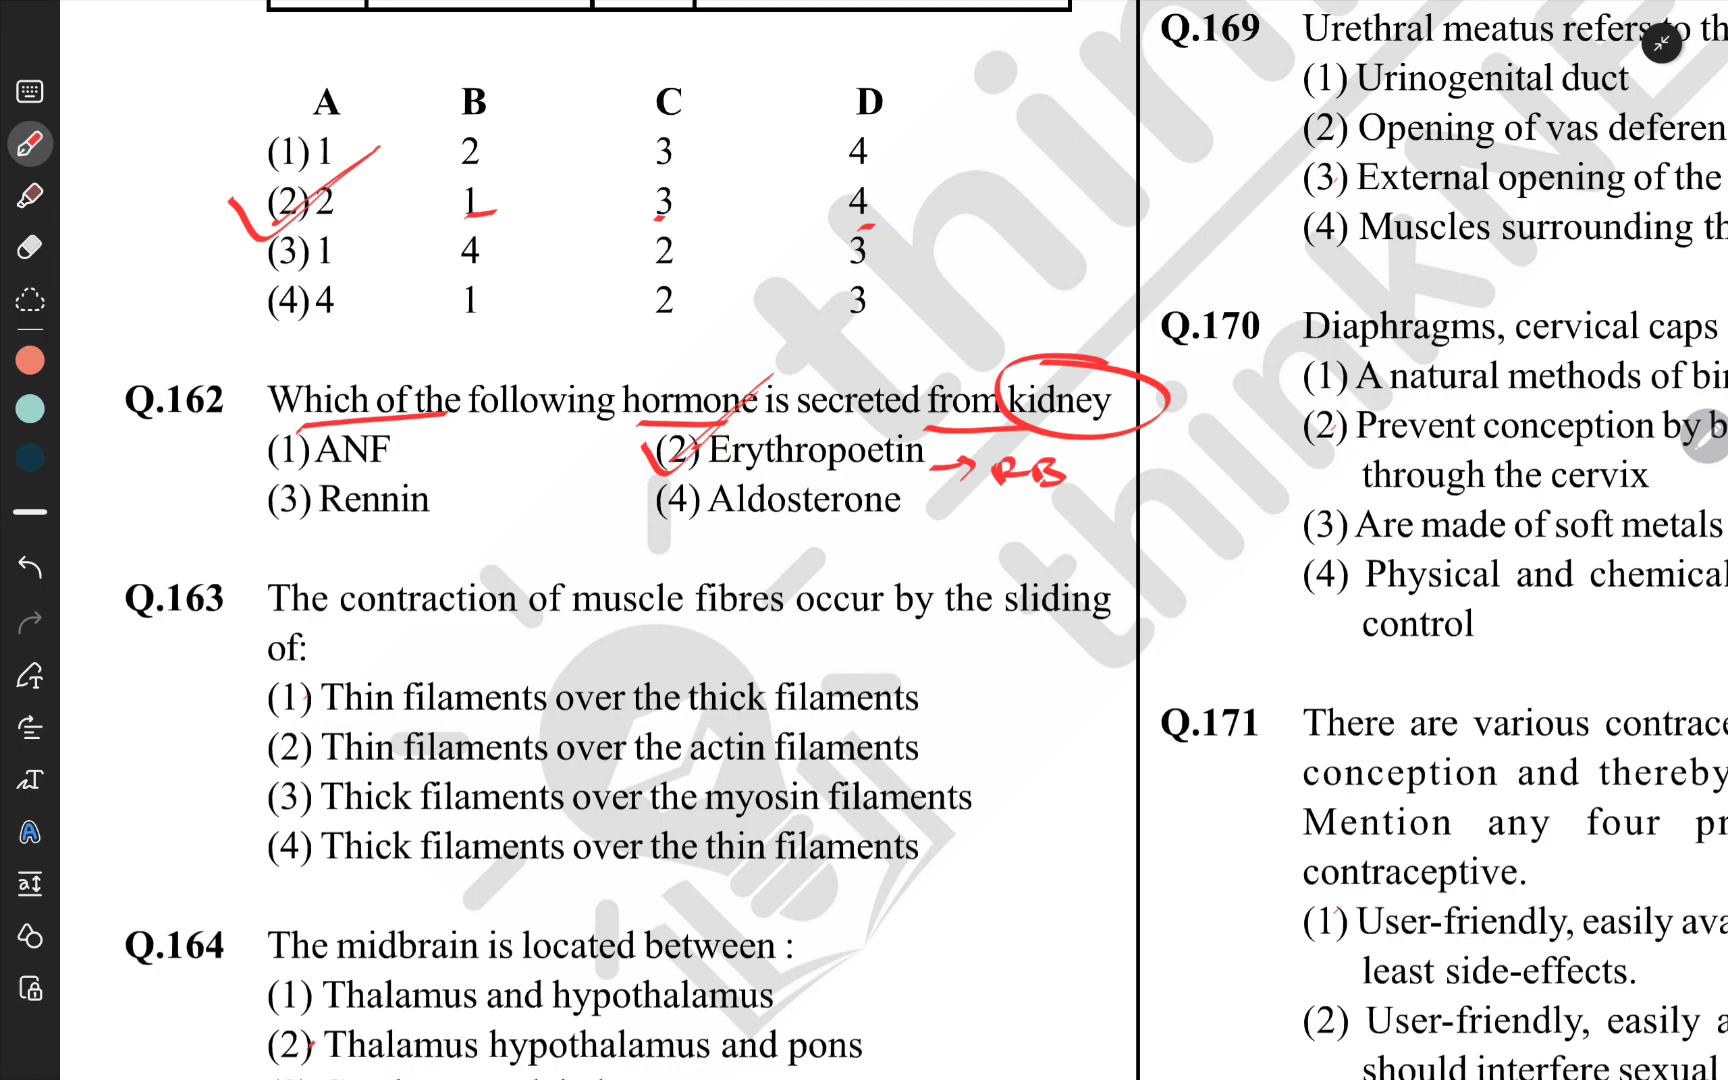 A B C D
(1) 1 2 3 4
(2) 2 1 3 4
(3) 1 4 2 3
(4) 4 1 2 3
Q.162 Which of the following hormone is secreted from kidney
(1) ANF (2) Erythropoetin → RB
(3) Rennin (4) Aldosterone
Q.163 The contraction of muscle fibres occur by the sliding
of:
(1) Thin filaments over the thick filaments
(2) Thin filaments over the actin filaments
(3) Thick filaments over the myosin filaments
(4) Thick filaments over the thin filaments
Q.164 The midbrain is located between :
(1) Thalamus and hypothalamus
(2) Thalamus hypothalamus and pons
Q.169 Urethral meatus refers
(1) Urinogenital duct
(2) Opening of vas deferen
(3) External opening of the
(4) Muscles surrounding th
Q.170 Diaphragms, cervical caps
(1) A natural methods of bir
(2) Prevent conception by b
through the cervix
(3) Are made of soft metals
(4) Physical and chemical
control
Q.171 There are various contrace
conception and thereby
Mention any four pr
contraceptive.
(1) User-friendly, easily ava
least side-effects.
(2) User-friendly, easily a
should interfere sexual
think
thinkNE